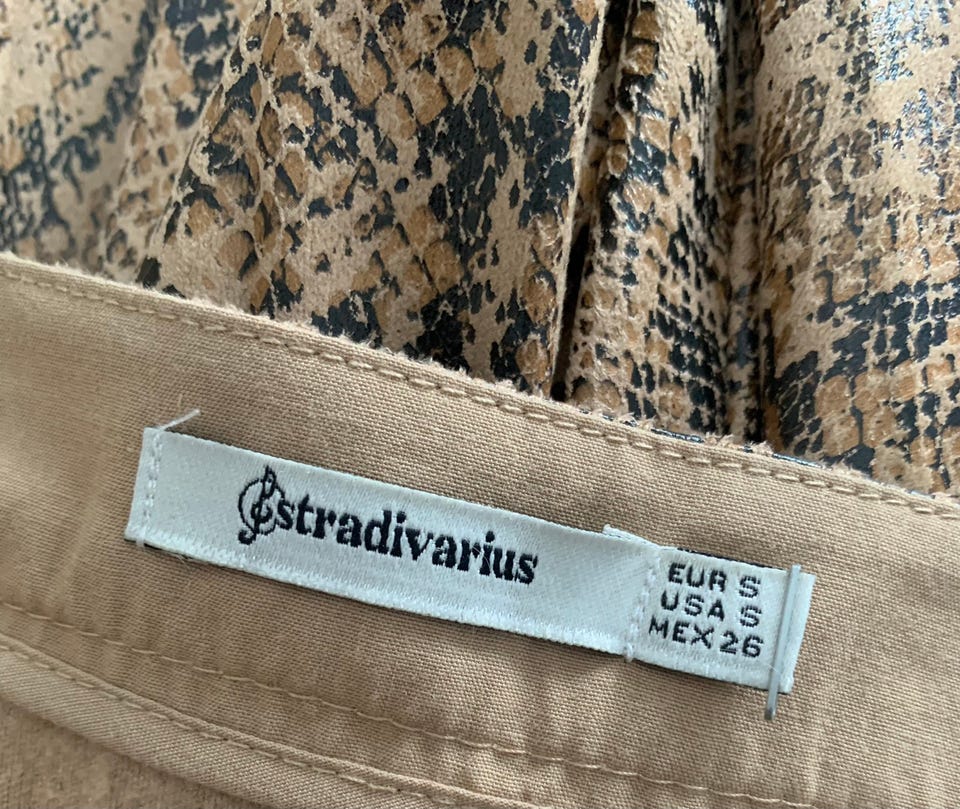 stradivarius
EUR S
USA S
MEX 26